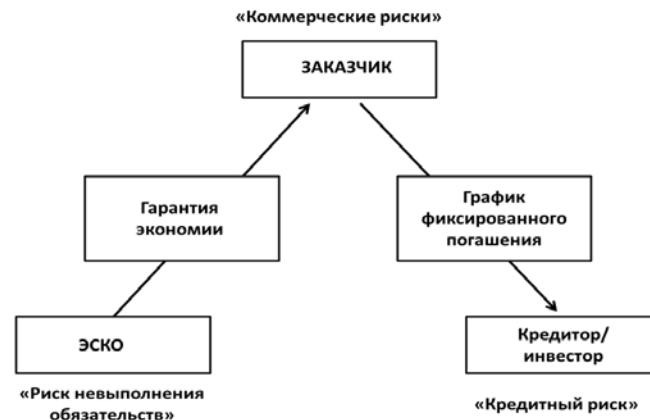 «Коммерческие риски»
ЗАКАЗЧИК
Гарантия
экономии
График
фиксированного
погашения
ЭСКО
Кредитор/
инвестор
«Риск невыполнения
обязательств»
«Кредитный риск»